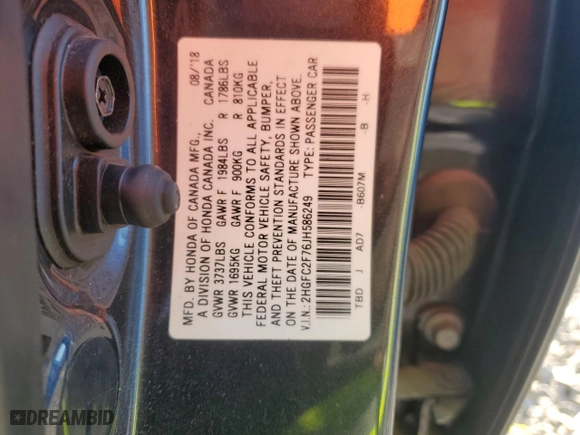 MFD. BY HONDA OF CANADA MFG., 08/'18
A DIVISION OF HONDA CANADA INC. CANADA
GVWR 3737LBS GAWR F 1984LBS R 1786LBS
GVWR 1695KG GAWR F 900KG R 810KG
THIS VEHICLE CONFORMS TO ALL APPLICABLE
FEDERAL MOTOR VEHICLE SAFETY, BUMPER,
AND THEFT PREVENTION STANDARDS IN EFFECT
ON THE DATE OF MANUFACTURE SHOWN ABOVE.
V.I.N.: 2HGFC2F76JH586249 TYPE: PASSENGER CAR
TBD J AD7 -B607M -B -H
DREAMBID